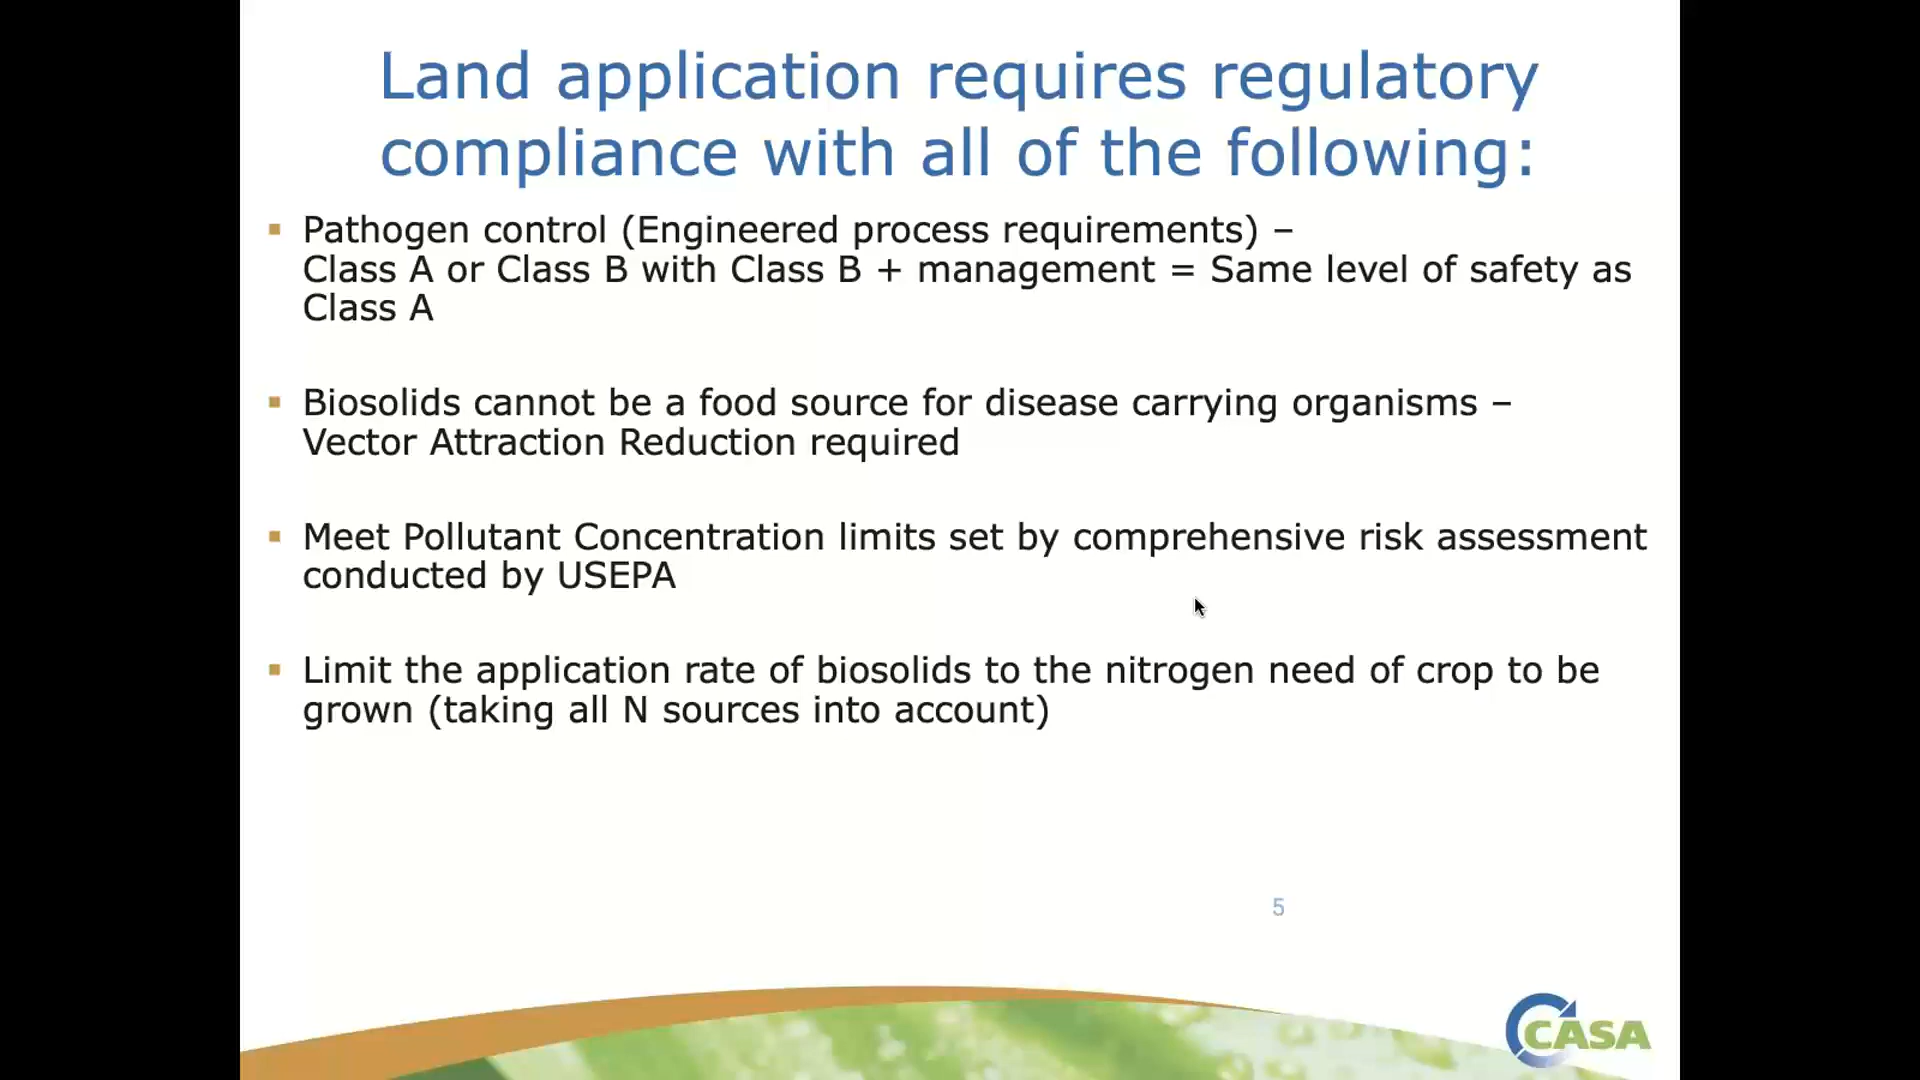 Land application requires regulatory
compliance with all of the following:
Pathogen control (Engineered process requirements) –
Class A or Class B with Class B + management = Same level of safety as
Class A
Biosolids cannot be a food source for disease carrying organisms –
Vector Attraction Reduction required
Meet Pollutant Concentration limits set by comprehensive risk assessment
conducted by USEPA
Limit the application rate of biosolids to the nitrogen need of crop to be
grown (taking all N sources into account)
5
CASA